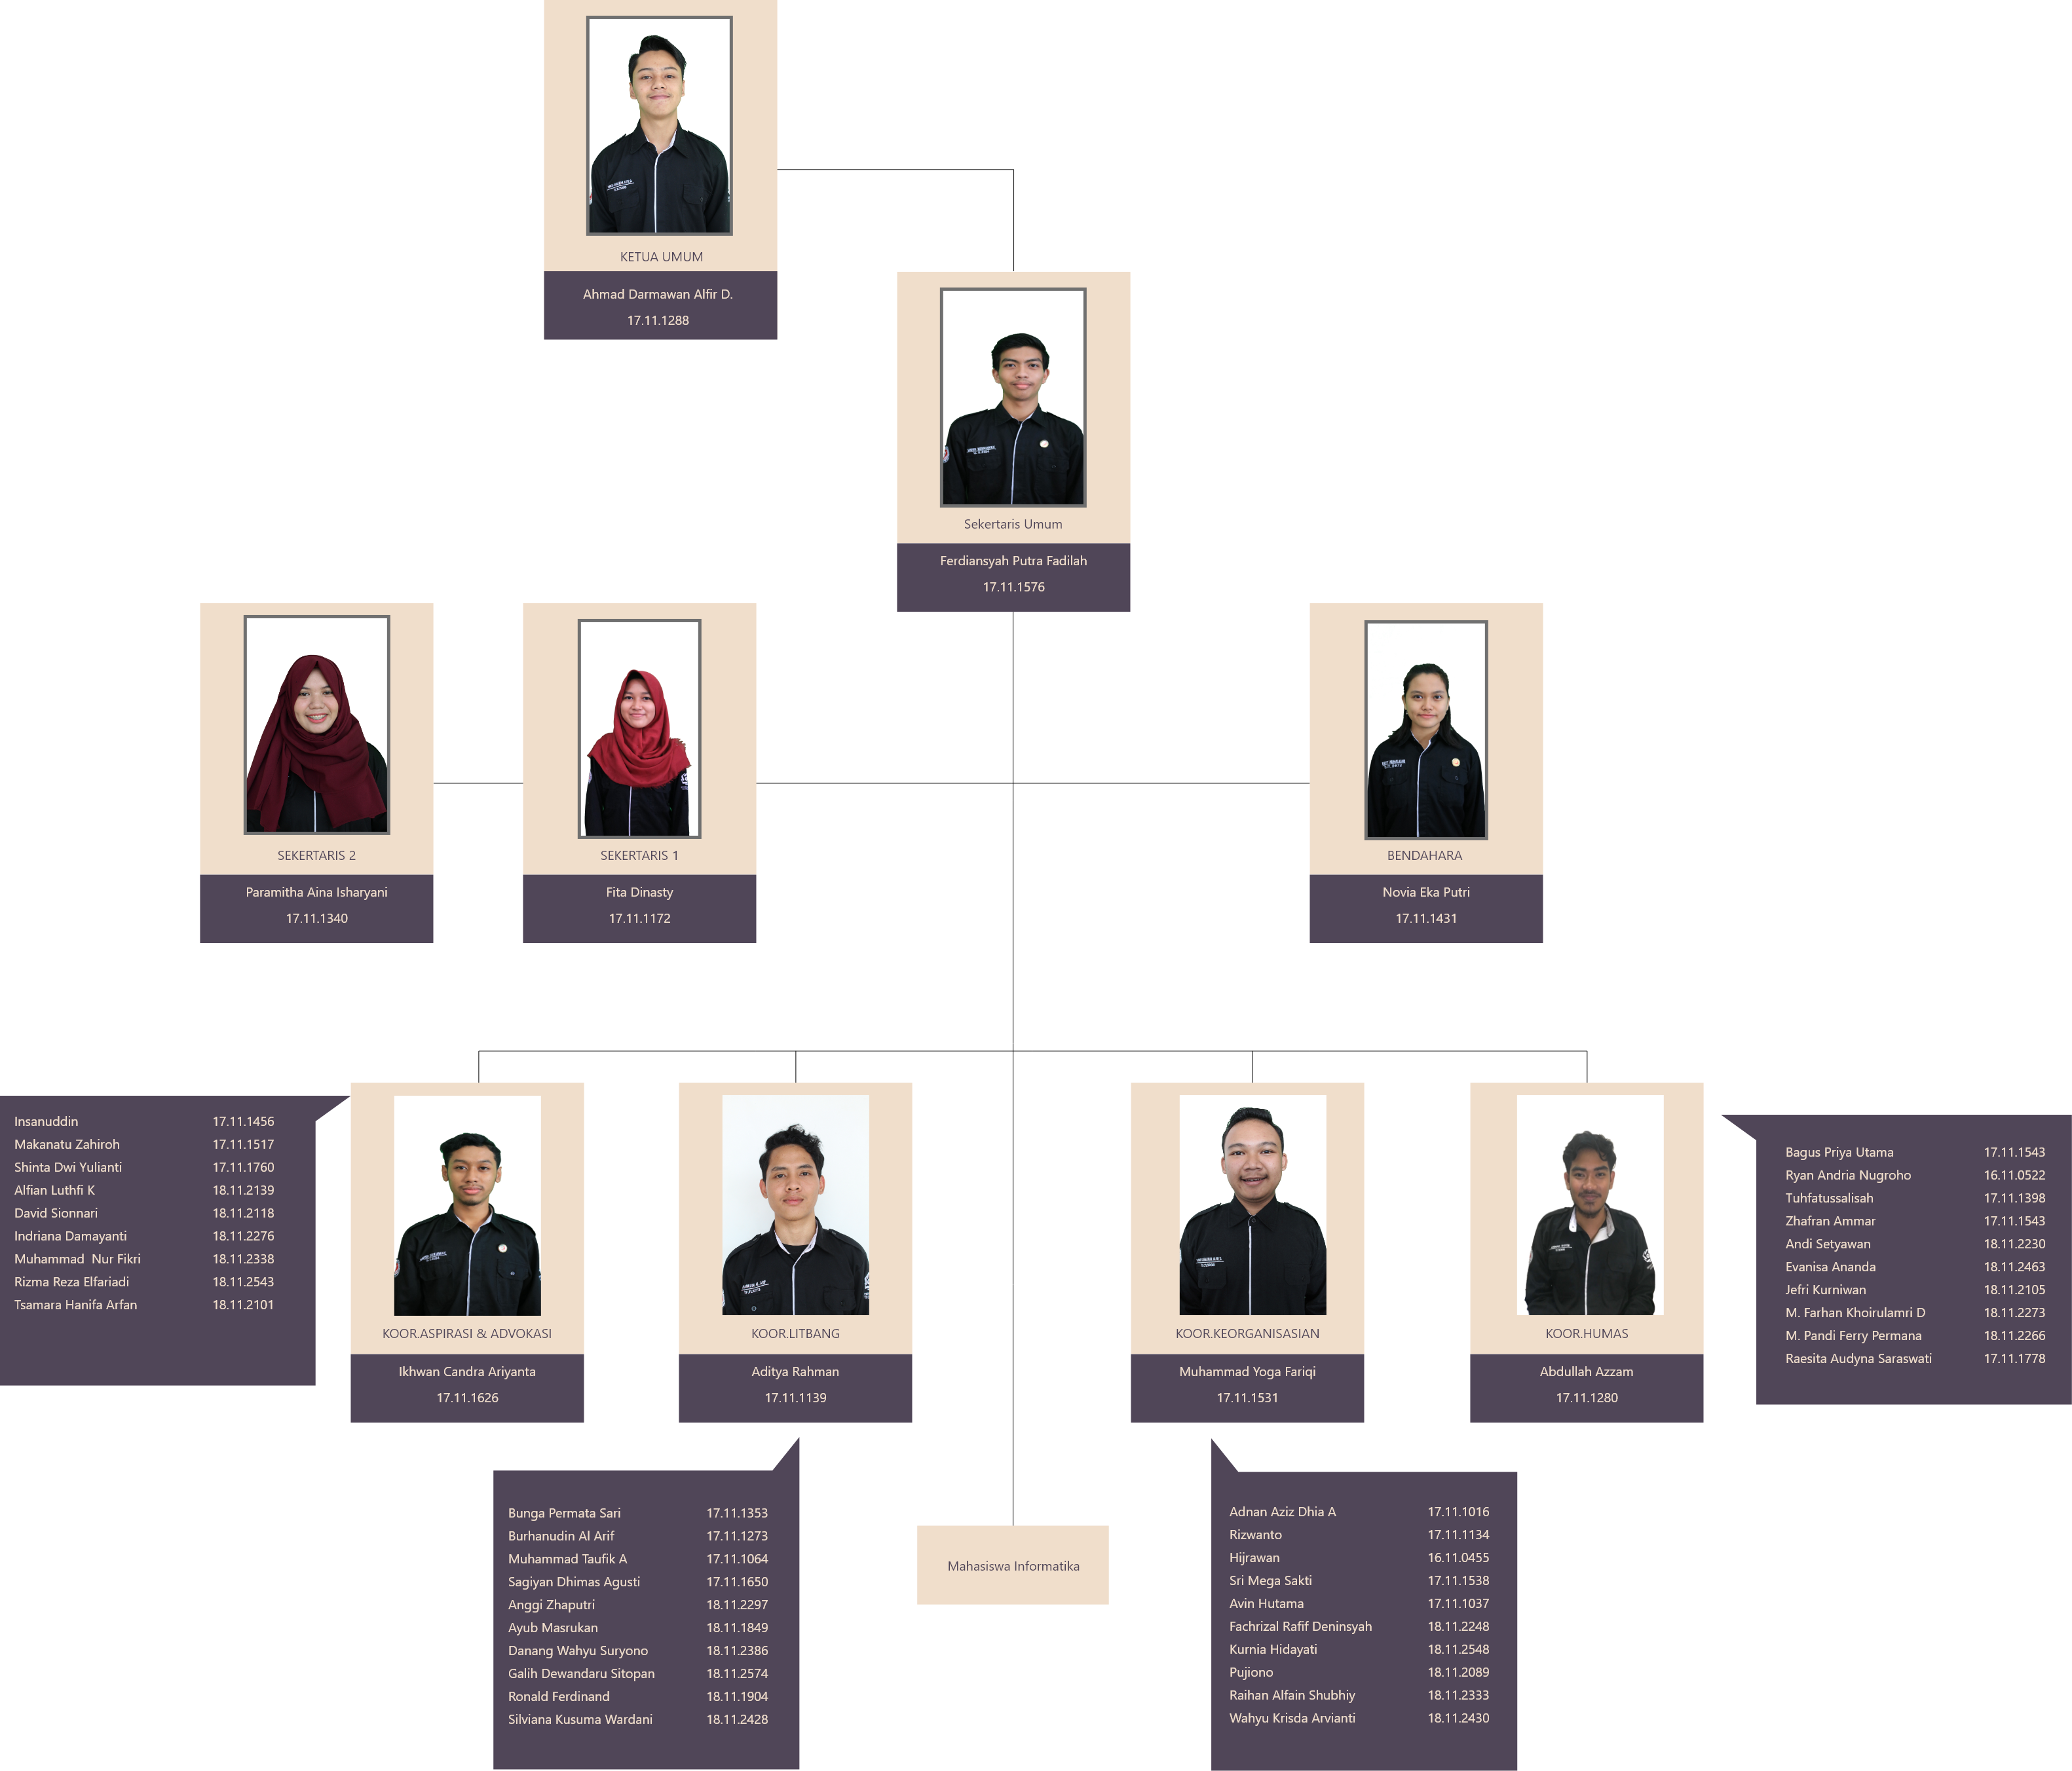 KETUA UMUM
Ahmad Darmawan Alfir D.
17.11.1288
Sekertaris Umum
Ferdiansyah Putra Fadilah
17.11.1576
SEKERTARIS 2
Paramitha Aina Isharyani
17.11.1340
SEKERTARIS 1
Fita Dinasty
17.11.1172
BENDAHARA
Novia Eka Putri
17.11.1431
Insanuddin 17.11.1456
Makanatu Zahiroh 17.11.1517
Shinta Dwi Yulianti 17.11.1760
Alfian Luthfi K 18.11.2139
David Sionnari 18.11.2118
Indriana Damayanti 18.11.2276
Muhammad Nur Fikri 18.11.2338
Rizma Reza Elfariadi 18.11.2543
Tsamara Hanifa Arfan 18.11.2101
KOOR.ASPIRASI & ADVOKASI
Ikhwan Candra Ariyanta
17.11.1626
KOOR.LITBANG
Aditya Rahman
17.11.1139
KOOR.KEORGANISASIAN
Muhammad Yoga Fariqi
17.11.1531
KOOR.HUMAS
Abdullah Azzam
17.11.1280
Bagus Priya Utama 17.11.1543
Ryan Andria Nugroho 16.11.0522
Tuhfatussalisah 17.11.1398
Zhafran Ammar 17.11.1543
Andi Setyawan 18.11.2230
Evanisa Ananda 18.11.2463
Jefri Kurniwan 18.11.2105
M. Farhan Khoirulamri D 18.11.2273
M. Pandi Ferry Permana 18.11.2266
Raesita Audyna Saraswati 17.11.1778
Bunga Permata Sari 17.11.1353
Burhanudin Al Arif 17.11.1273
Muhammad Taufik A 17.11.1064
Sagiyan Dhimas Agusti 17.11.1650
Anggi Zhaputri 18.11.2297
Ayub Masrukan 18.11.1849
Danang Wahyu Suryono 18.11.2386
Galih Dewandaru Sitopan 18.11.2574
Ronald Ferdinand 18.11.1904
Silviana Kusuma Wardani 18.11.2428
Mahasiswa Informatika
Adnan Aziz Dhia A 17.11.1016
Rizwanto 17.11.1134
Hijrawan 16.11.0455
Sri Mega Sakti 17.11.1538
Avin Hutama 17.11.1037
Fachrizal Rafif Deninsyah 18.11.2248
Kurnia Hidayati 18.11.2548
Pujiono 18.11.2089
Raihan Alfain Shubhiy 18.11.2333
Wahyu Krisda Arvianti 18.11.2430